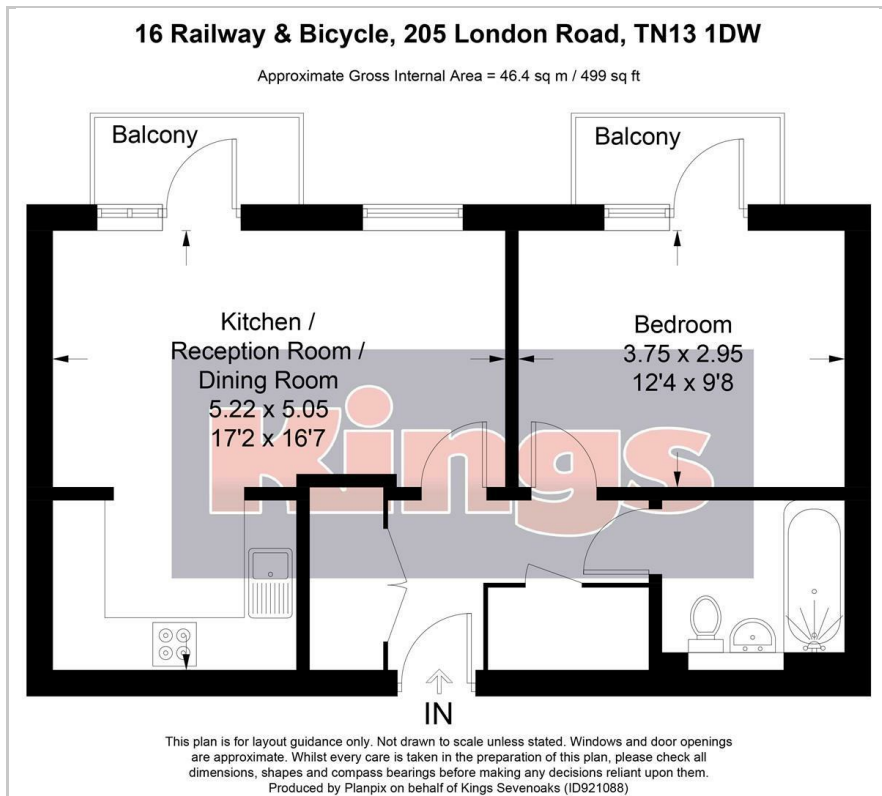 16 Railway & Bicycle, 205 London Road, TN13 1DW
Approximate Gross Internal Area = 46.4 sq m / 499 sq ft
Balcony
Balcony
Kitchen /
Reception Room /
Dining Room
5.22 x 5.05
17'2 x 16'7
Bedroom
3.75 x 2.95
12'4 x 9'8
Kings
IN
This plan is for layout guidance only. Not drawn to scale unless stated. Windows and door openings
are approximate. Whilst every care is taken in the preparation of this plan, please check all
dimensions, shapes and compass bearings before making any decisions reliant upon them.
Produced by Planpix on behalf of Kings Sevenoaks (ID921088)